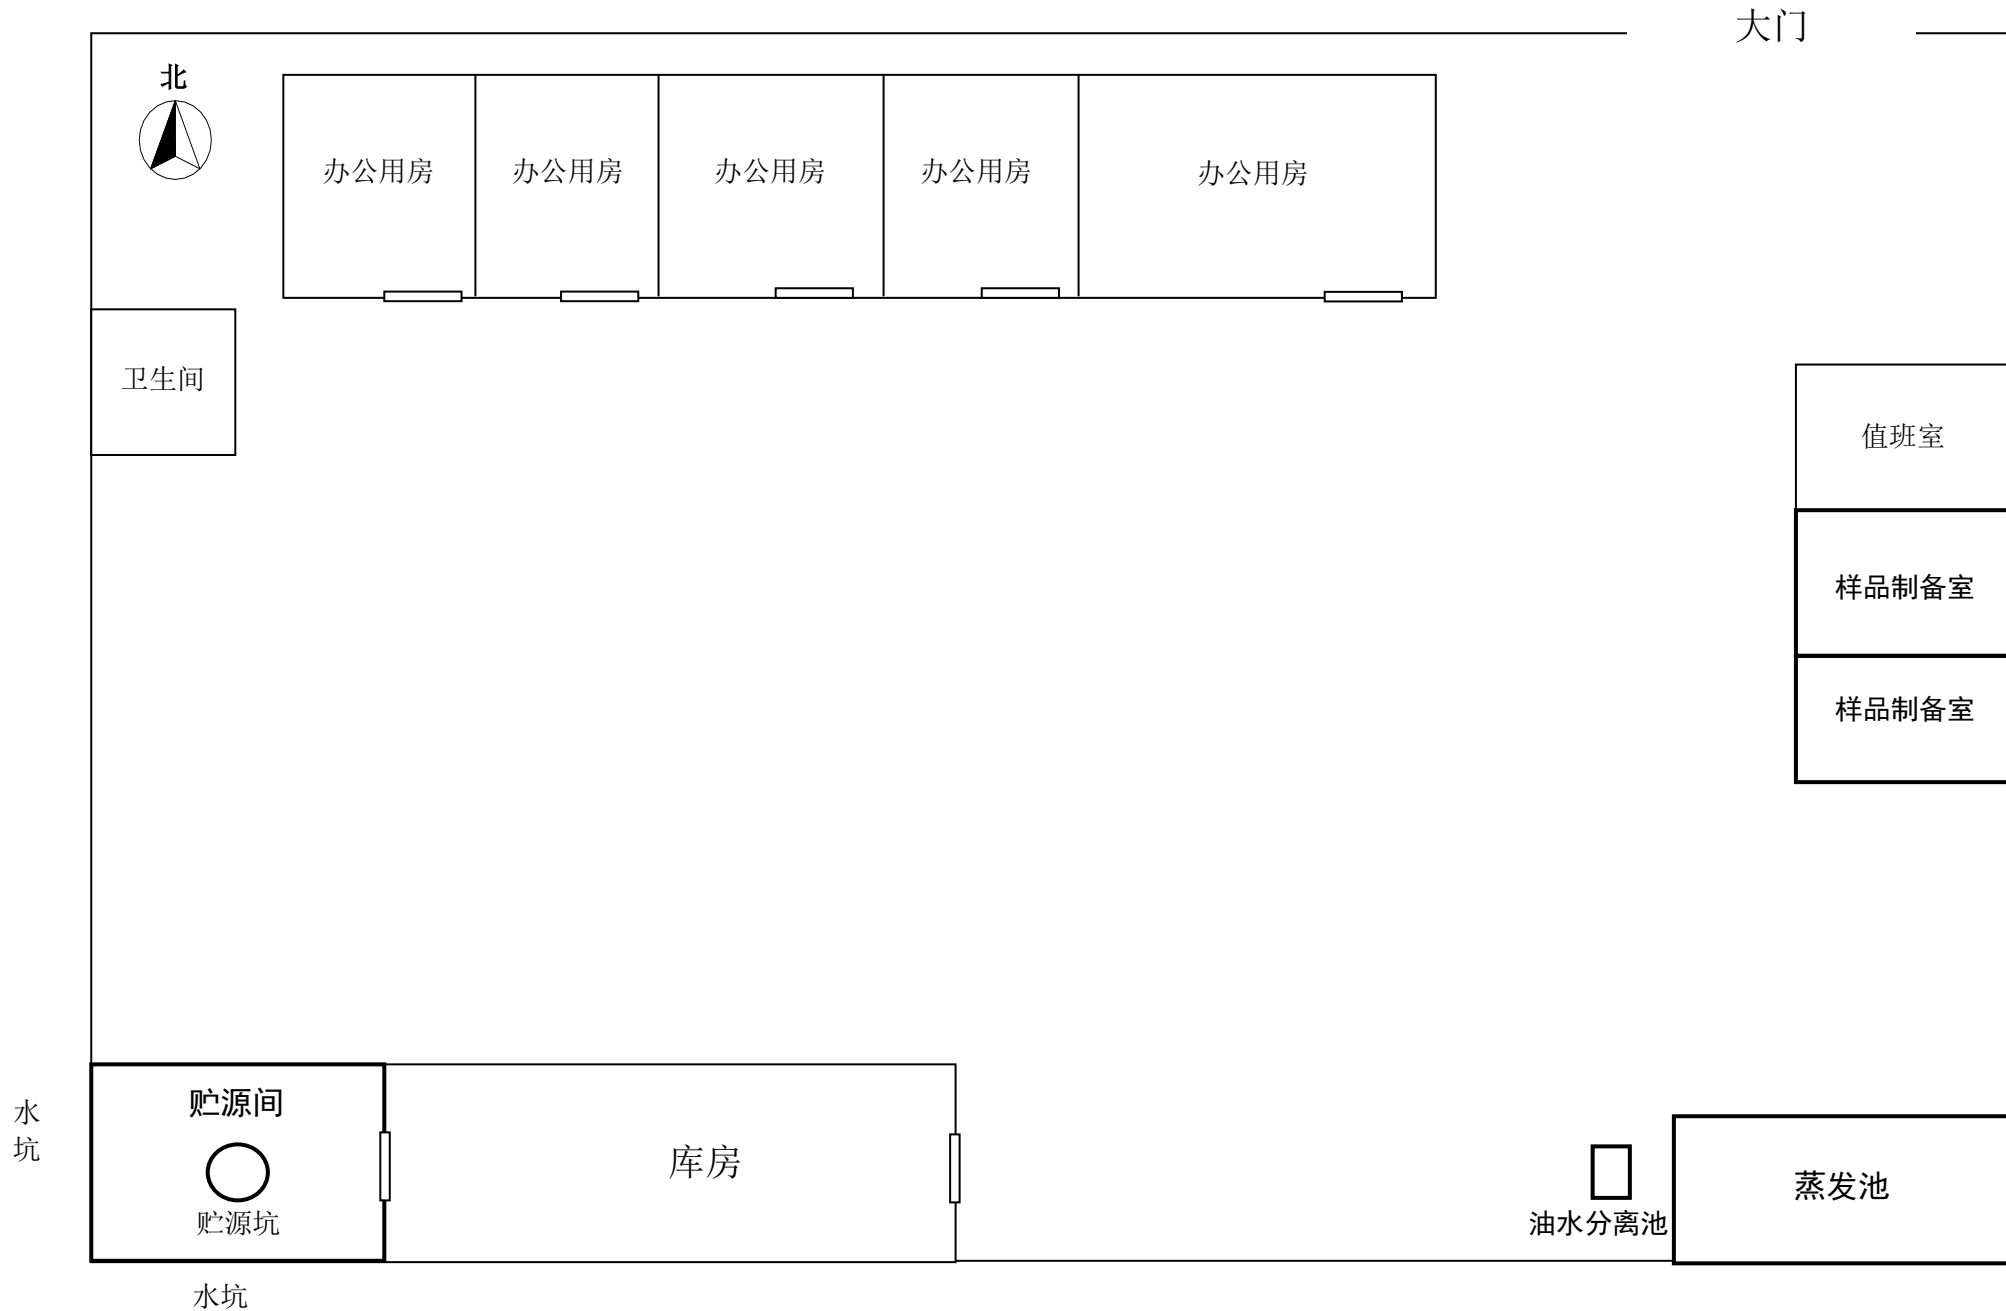 大门
北
办公用房
办公用房
办公用房
办公用房
办公用房
卫生间
值班室
样品制备室
样品制备室
贮源间
贮源坑
库房
水
坑
蒸发池
油水分离池
水坑